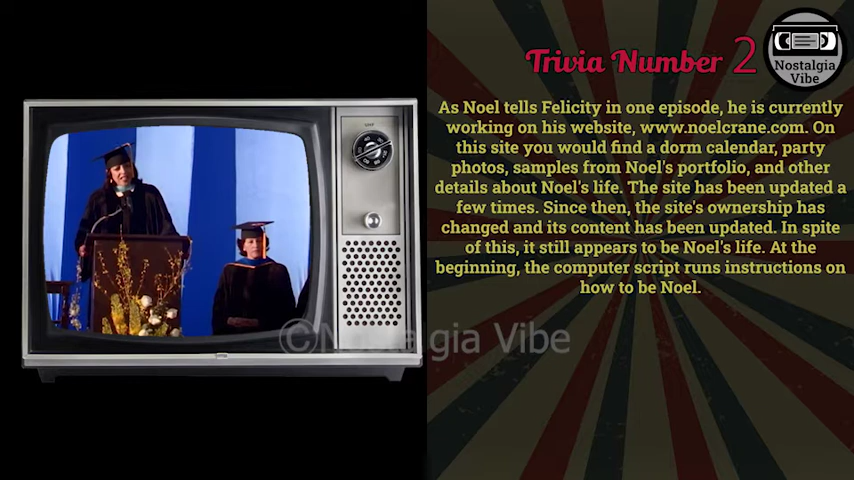 Trivia Number 2
Nostalgia
Vibe
As Noel tells Felicity in one episode, he is currently
working on his website, www.noelcrane.com. On
this site you would find a dorm calendar, party
photos, samples from Noel's portfolio, and other
details about Noel's life. The site has been updated a
few times. Since then, the site's ownership has
changed and its content has been updated. In spite
of this, it still appears to be Noel's life. At the
beginning, the computer script runs instructions on
how to be Noel.
©Nostalgia Vibe